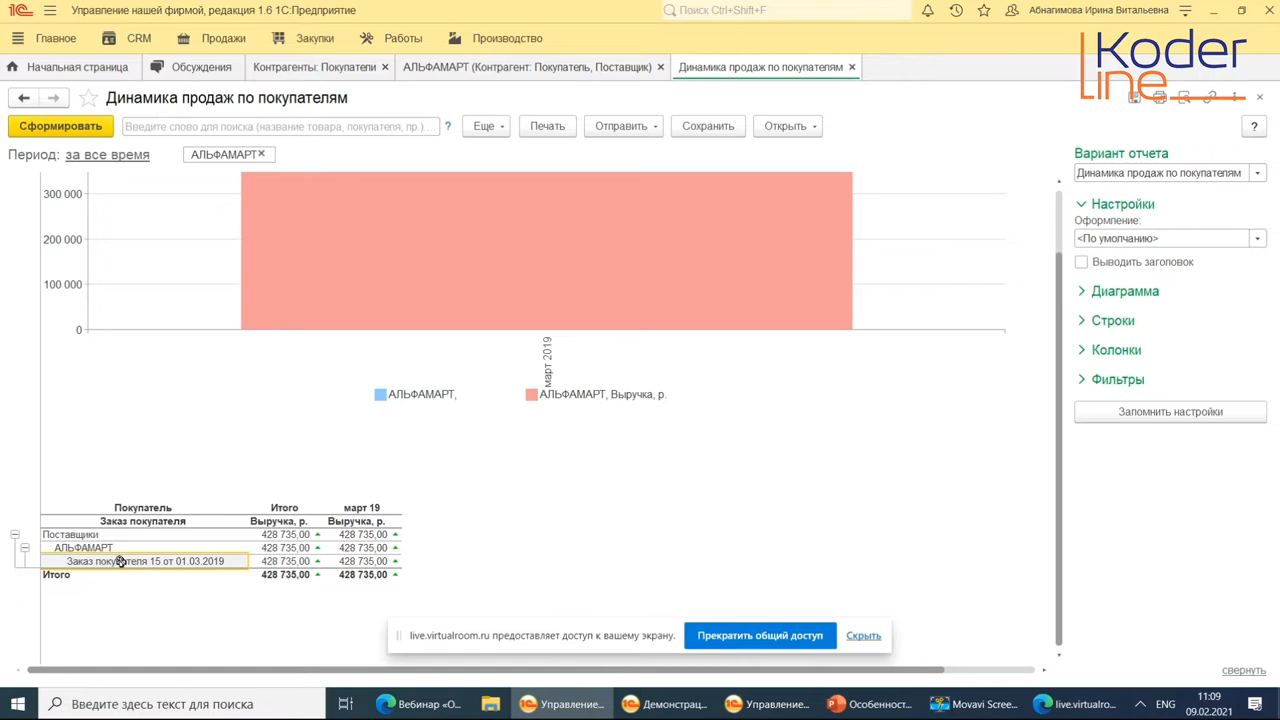 Управление нашей фирмой, редакция 1.6 1С:Предприятие
Поиск Ctrl+Shift+F
Абнагимова Ирина Витальевна
Главное CRM Продажи Закупки Работы Производство
Koder
Line
Начальная страница Обсуждения Контрагенты: Покупатели × АЛЬФАМАРТ (Контрагент: Покупатель, Поставщик) × Динамика продаж по покупателям ×
Динамика продаж по покупателям
Сформировать Введите слово для поиска (название товара, покупателя, пр.)... ? Еще Печать Отправить Сохранить Открыть ?
Период: за все время АЛЬФАМАРТ×
Вариант отчета
Динамика продаж по покупателям
Настройки
Оформление:
<По умолчанию>
Выводить заголовок
Диаграмма
Строки
Колонки
Фильтры
Запомнить настройки
300 000
200 000
100 000
0
март 2019
АЛЬФАМАРТ, АЛЬФАМАРТ, Выручка, р.
Покупатель Итого март 19
Заказ покупателя Выручка, р. Выручка, р.
Поставщики 428 735,00 428 735,00
АЛЬФАМАРТ 428 735,00 428 735,00
Заказ покупателя 15 от 01.03.2019 428 735,00 428 735,00
Итого 428 735,00 428 735,00
live.virtualroom.ru предоставляет доступ к вашему экрану. Прекратить общий доступ Скрыть
свернуть
Введите здесь текст для поиска Вебинар «О... Управление... Демонстрац... Управление... Особенност... Movavi Scree... live.virtualroom.ru ENG
11:09
09.02.2021